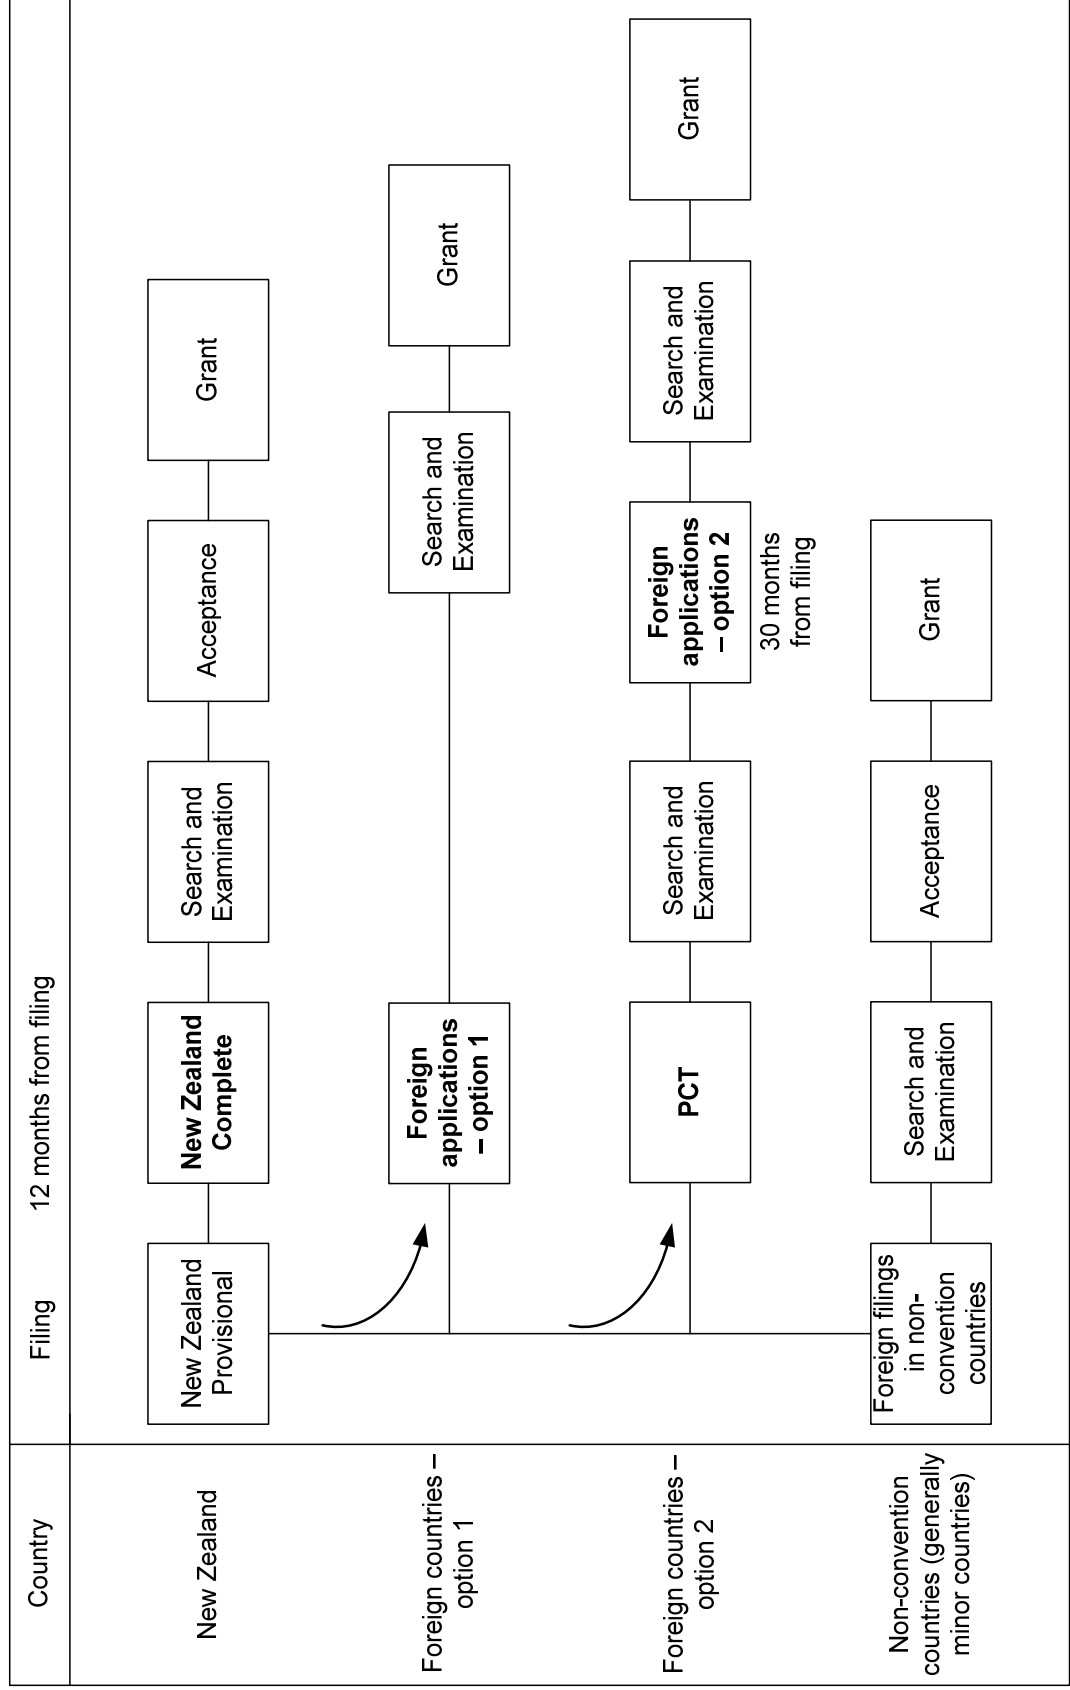 Country
Filing
12 months from filing
New Zealand
New Zealand
Provisional
New Zealand
Complete
Search and
Examination
Acceptance
Grant
Foreign countries –
option 1
Foreign
applications
– option 1
Search and
Examination
Grant
Foreign countries –
option 2
PCT
Search and
Examination
Foreign
applications
– option 2
30 months
from filing
Search and
Examination
Grant
Non-convention
countries (generally
minor countries)
Foreign filings
in non-
convention
countries
Search and
Examination
Acceptance
Grant